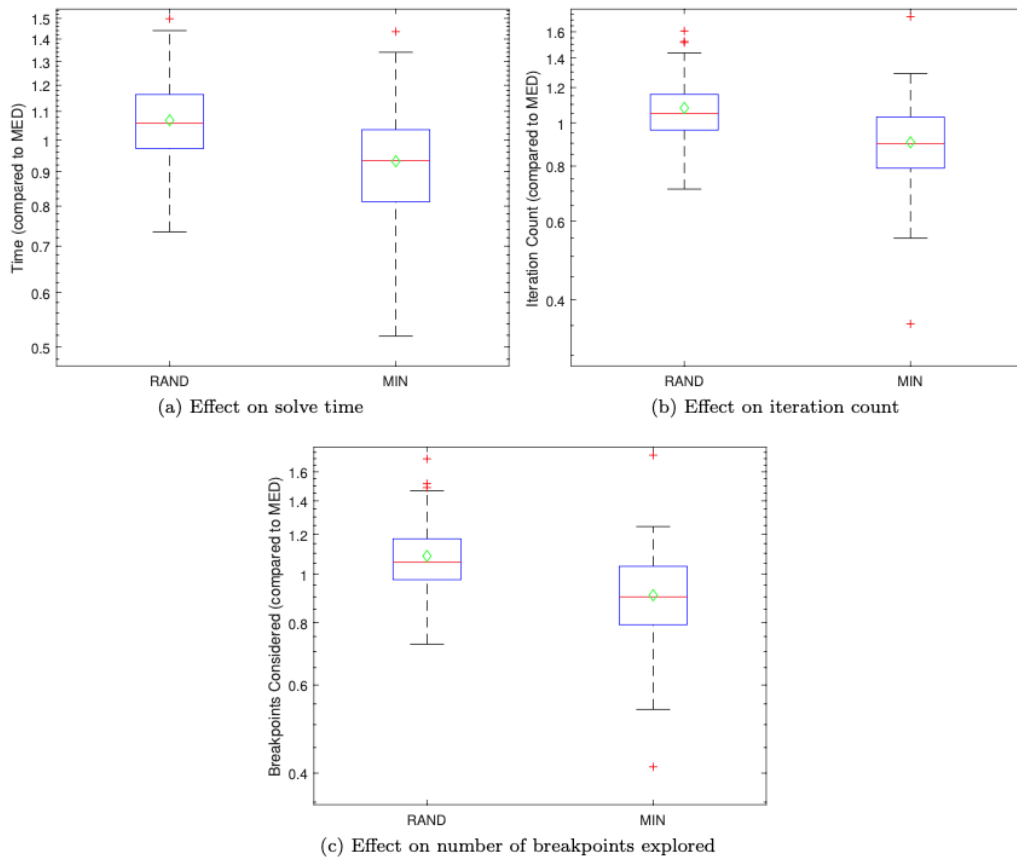 1.5
1.4
1.3
1.2
1.1
1
0.9
0.8
0.7
0.6
0.5
Time (compared to MED)
RAND MIN
(a) Effect on solve time
1.6
1.4
1.2
1
0.8
0.6
0.4
Iteration Count (compared to MED)
RAND MIN
(b) Effect on iteration count
1.6
1.4
1.2
1
0.8
0.6
0.4
Breakpoints Considered (compared to MED)
RAND MIN
(c) Effect on number of breakpoints explored